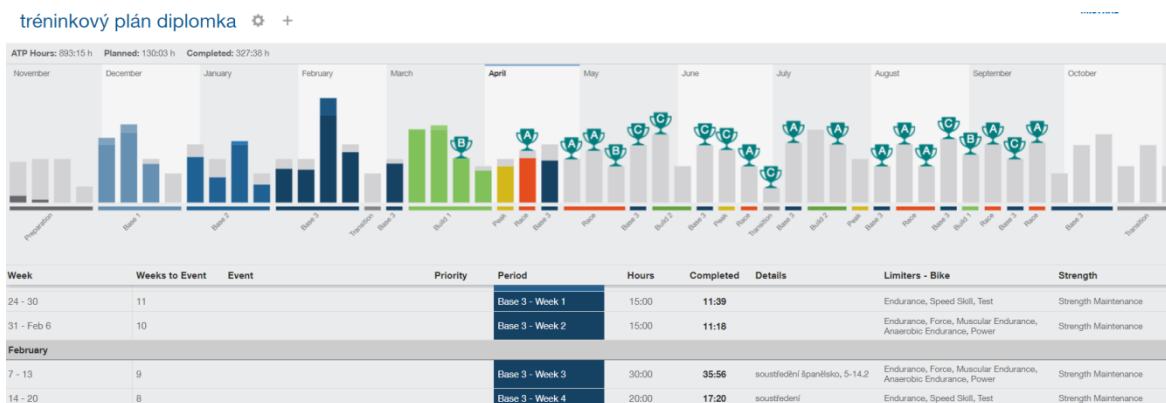 tréninkový plán diplomka
ATP Hours: 893:15 h Planned: 130:03 h Completed: 327:38 h
November December January February March April May June July August September October
B A A A B C C C C A C A A A A A C B A C A
Preparation Base 1 Base 2 Base 3 Transition Base 3 Build 1 Peak Race Base 3 Race Base 3 Build 2 Base 3 Peak Race Transition Base 3 Build 2 Peak Base 3 Race Base 3 Build 1 Race Base 3 Race Base 3 Transition
Week Weeks to Event Event Priority Period Hours Completed Details Limiters - Bike Strength
24 - 30 11 Base 3 - Week 1 15:00 11:39 Endurance, Speed Skill, Test Strength Maintenance
31 - Feb 6 10 Base 3 - Week 2 15:00 11:18 Endurance, Force, Muscular Endurance, Strength Maintenance
Anaerobic Endurance, Power
February
7 - 13 9 Base 3 - Week 3 30:00 35:56 soustředění španělsko, 5-14.2 Endurance, Force, Muscular Endurance, Strength Maintenance
Anaerobic Endurance, Power
14 - 20 8 Base 3 - Week 4 20:00 17:20 soustředení Endurance, Speed Skill, Test Strength Maintenance